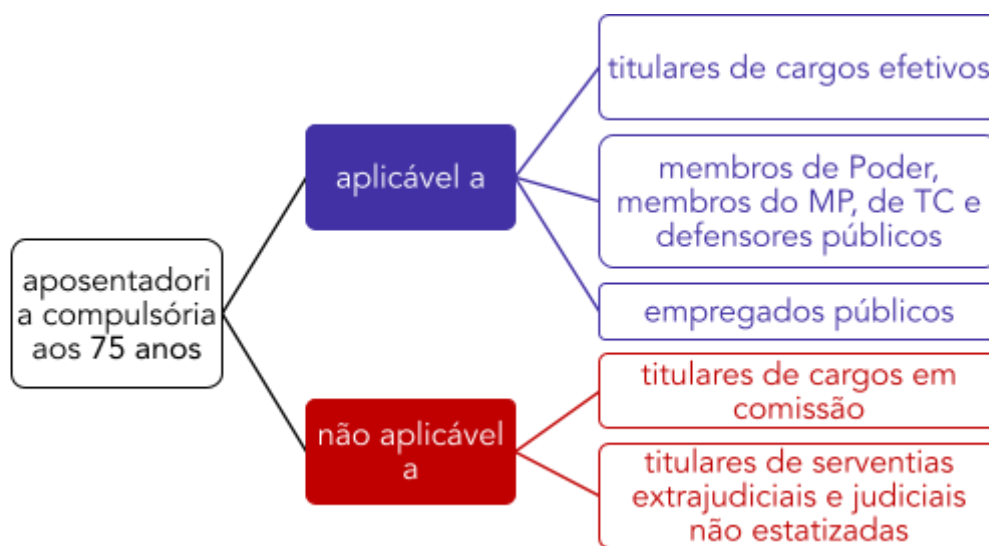 aposentadori
a compulsória
aos 75 anos
aplicável a
titulares de cargos efetivos
membros de Poder,
membros do MP, de TC e
defensores públicos
empregados públicos
não aplicável
a
titulares de cargos em
comissão
titulares de serventias
extrajudiciais e judiciais
não estatizadas